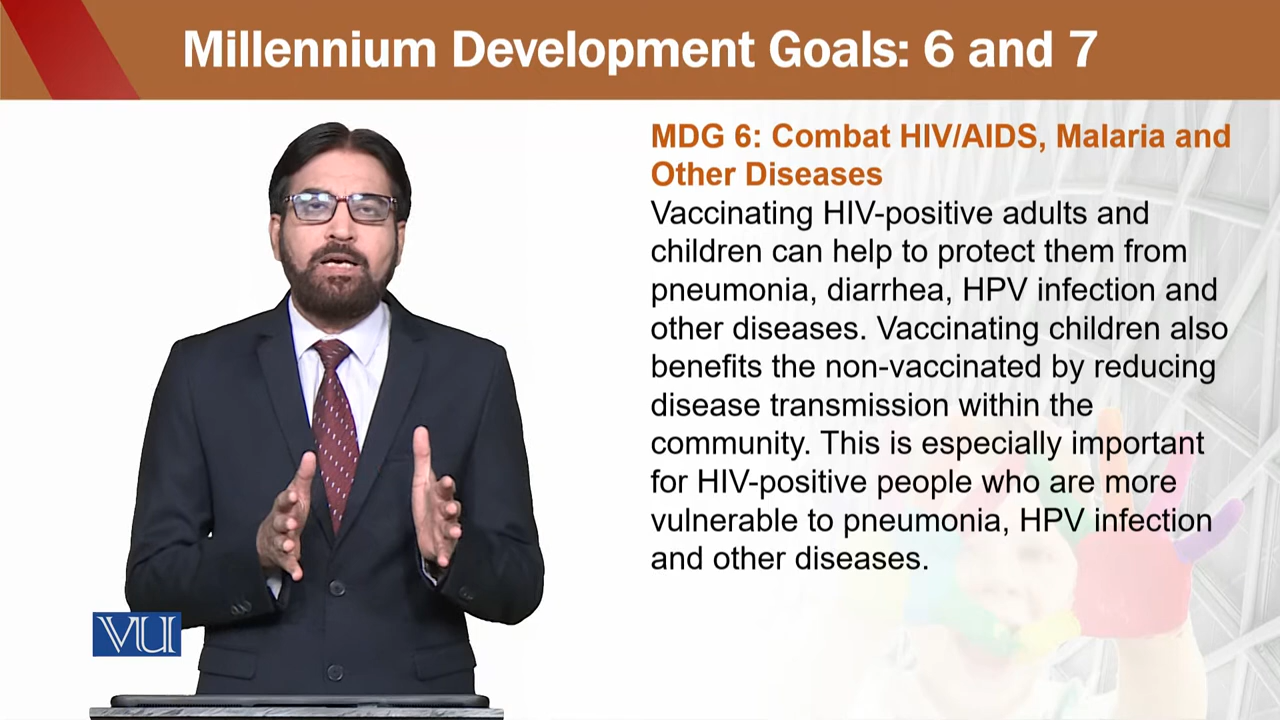 Millennium Development Goals: 6 and 7
MDG 6: Combat HIV/AIDS, Malaria and
Other Diseases
Vaccinating HIV-positive adults and
children can help to protect them from
pneumonia, diarrhea, HPV infection and
other diseases. Vaccinating children also
benefits the non-vaccinated by reducing
disease transmission within the
community. This is especially important
for HIV-positive people who are more
vulnerable to pneumonia, HPV infection
and other diseases.
VU